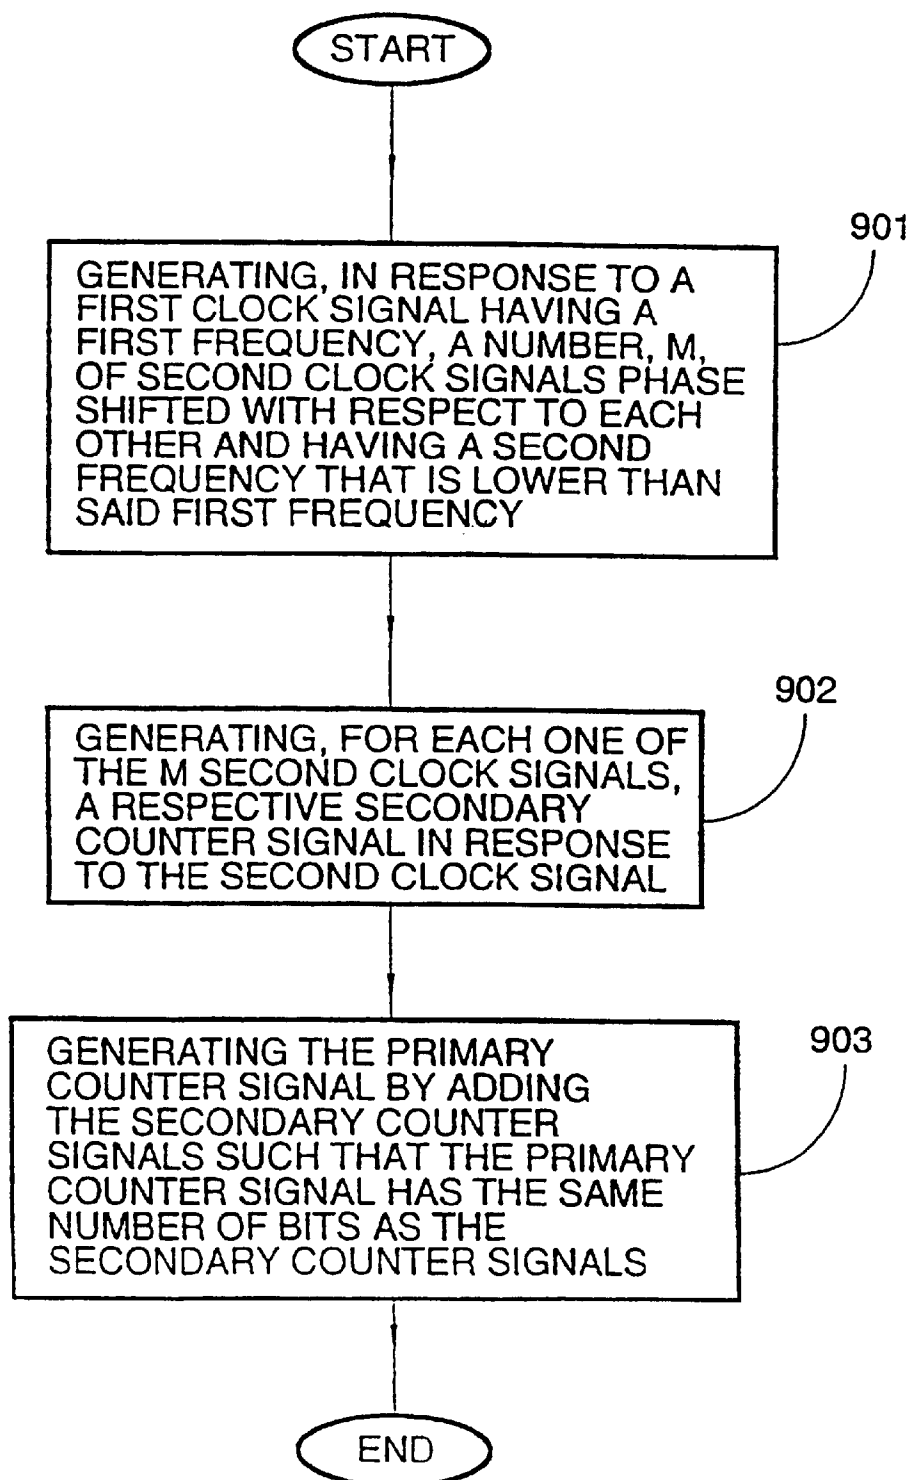 START
901
GENERATING, IN RESPONSE TO A
FIRST CLOCK SIGNAL HAVING A
FIRST FREQUENCY, A NUMBER, M,
OF SECOND CLOCK SIGNALS PHASE
SHIFTED WITH RESPECT TO EACH
OTHER AND HAVING A SECOND
FREQUENCY THAT IS LOWER THAN
SAID FIRST FREQUENCY
902
GENERATING, FOR EACH ONE OF
THE M SECOND CLOCK SIGNALS,
A RESPECTIVE SECONDARY
COUNTER SIGNAL IN RESPONSE
TO THE SECOND CLOCK SIGNAL
903
GENERATING THE PRIMARY
COUNTER SIGNAL BY ADDING
THE SECONDARY COUNTER
SIGNALS SUCH THAT THE PRIMARY
COUNTER SIGNAL HAS THE SAME
NUMBER OF BITS AS THE
SECONDARY COUNTER SIGNALS
END